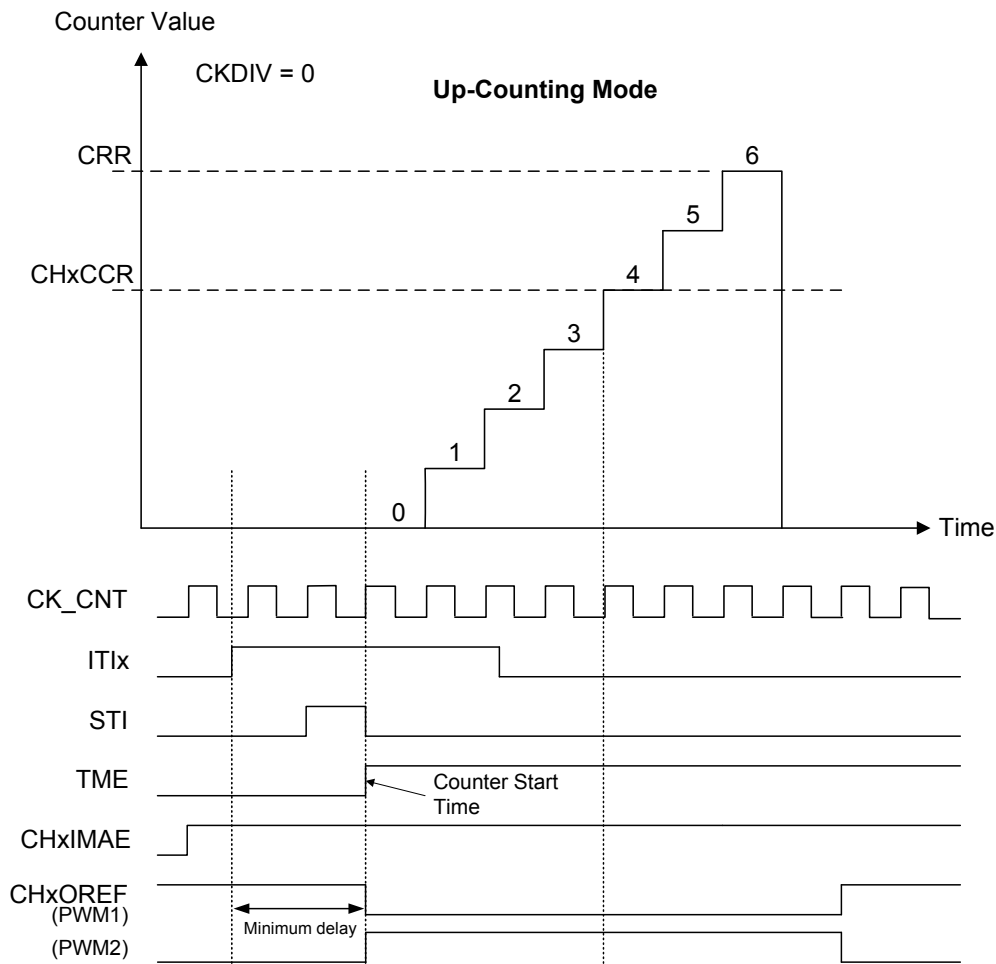 Counter Value
CKDIV = 0
Up-Counting Mode
CRR
6
5
CHxCCR
4
3
2
1
0
Time
CK_CNT
ITIx
STI
TME
Counter Start
Time
CHxIMAE
CHxOREF
(PWM1)
Minimum delay
(PWM2)